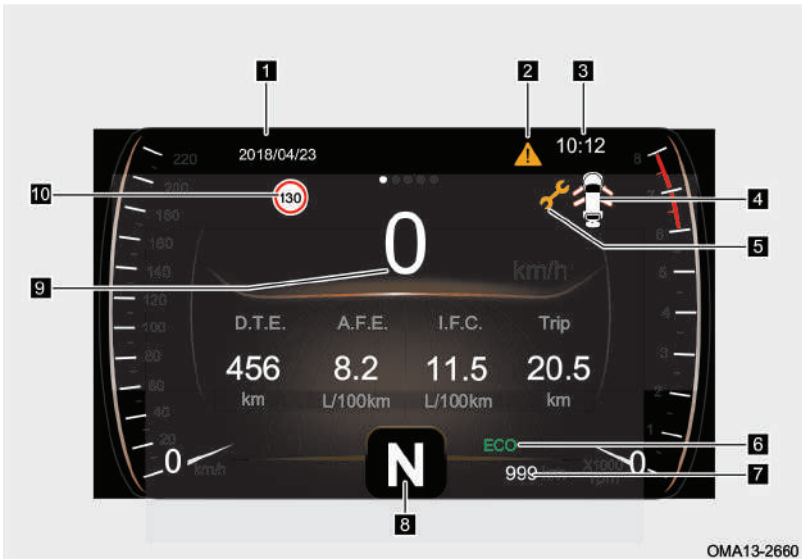 1 2 3
2018/04/23 10:12
220 8
10 200 130 7 4
180 6 5
0
160 km/h
9 140 5
120
100 D.T.E. A.F.E. I.F.C. Trip 4
80 456 8.2 11.5 20.5 3
60 km L/100km L/100km km 2
40
20 ECO 1 6
0 km/h N 999 km X1000 rpm 0 7
8
OMA13-2660